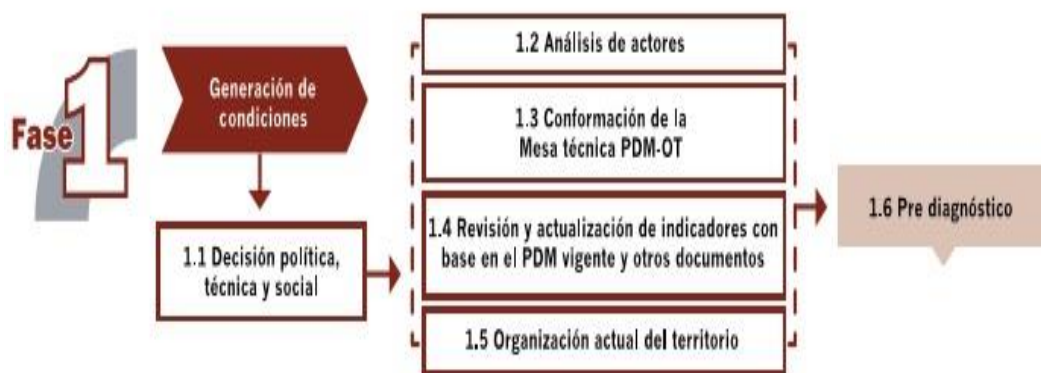 Fase 1
Generación de
condiciones
1.1 Decisión política,
técnica y social
1.2 Análisis de actores
1.3 Conformación de la
Mesa técnica PDM-OT
1.4 Revisión y actualización de indicadores con
base en el PDM vigente y otros documentos
1.5 Organización actual del territorio
1.6 Pre diagnóstico